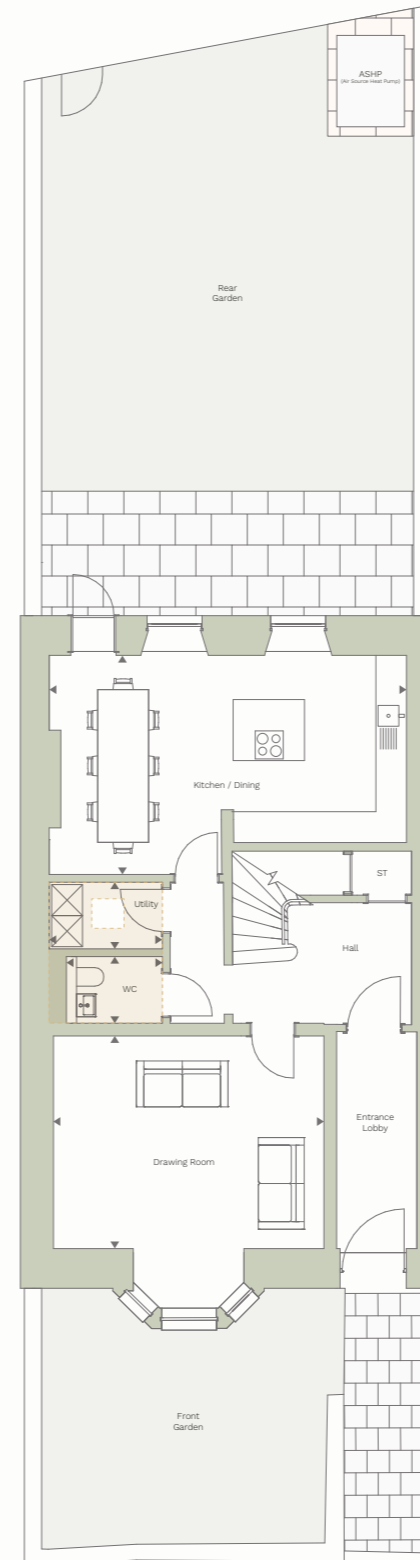 ASHP
(Air Source Heat Pump)
Rear
Garden
Kitchen / Dining
ST
Utility
Hall
WC
Entrance
Lobby
Drawing Room
Front
Garden